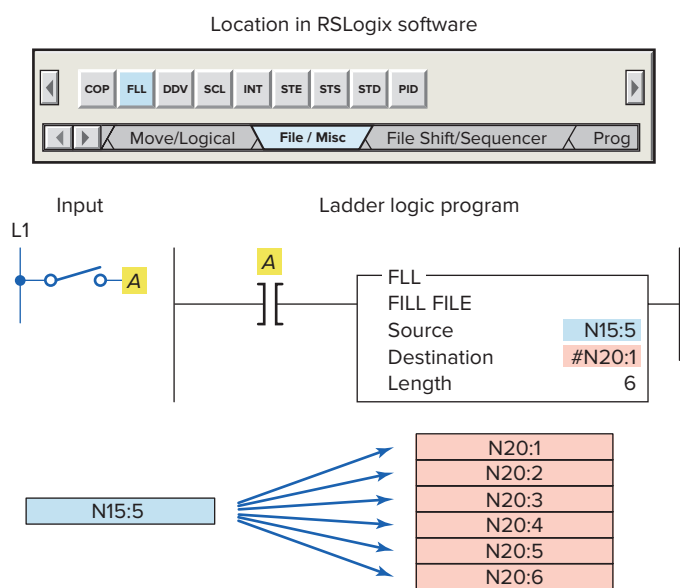 Location in RSLogix software
COP FLL DDV SCL INT STE STS STD PID
Move/Logical File / Misc File Shift/Sequencer Prog
Input Ladder logic program
L1
A
A
FLL
FILL FILE
Source N15:5
Destination #N20:1
Length 6
N15:5
N20:1
N20:2
N20:3
N20:4
N20:5
N20:6